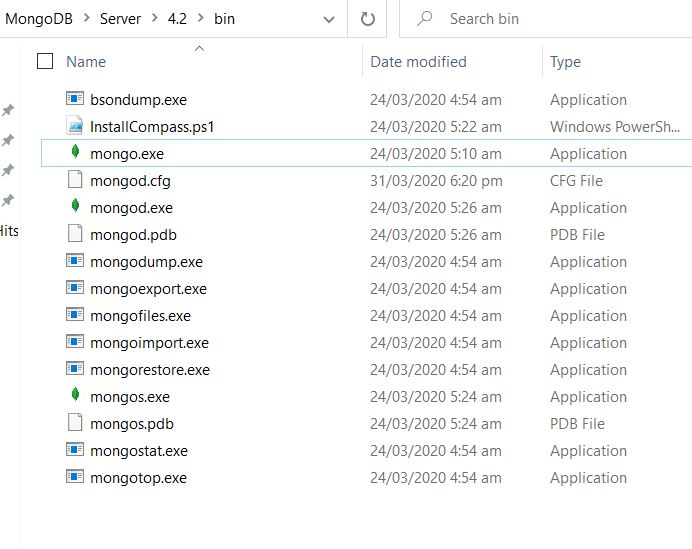 MongoDB > Server > 4.2 > bin
Search bin
Name Date modified Type
bsondump.exe 24/03/2020 4:54 am Application
InstallCompass.ps1 24/03/2020 5:22 am Windows PowerSh...
mongo.exe 24/03/2020 5:10 am Application
mongod.cfg 31/03/2020 6:20 pm CFG File
mongod.exe 24/03/2020 5:26 am Application
mongod.pdb 24/03/2020 5:26 am PDB File
mongodump.exe 24/03/2020 4:54 am Application
mongoexport.exe 24/03/2020 4:54 am Application
mongofiles.exe 24/03/2020 4:54 am Application
mongoimport.exe 24/03/2020 4:54 am Application
mongorestore.exe 24/03/2020 4:54 am Application
mongos.exe 24/03/2020 5:24 am Application
mongos.pdb 24/03/2020 5:24 am PDB File
mongostat.exe 24/03/2020 4:54 am Application
mongotop.exe 24/03/2020 4:54 am Application